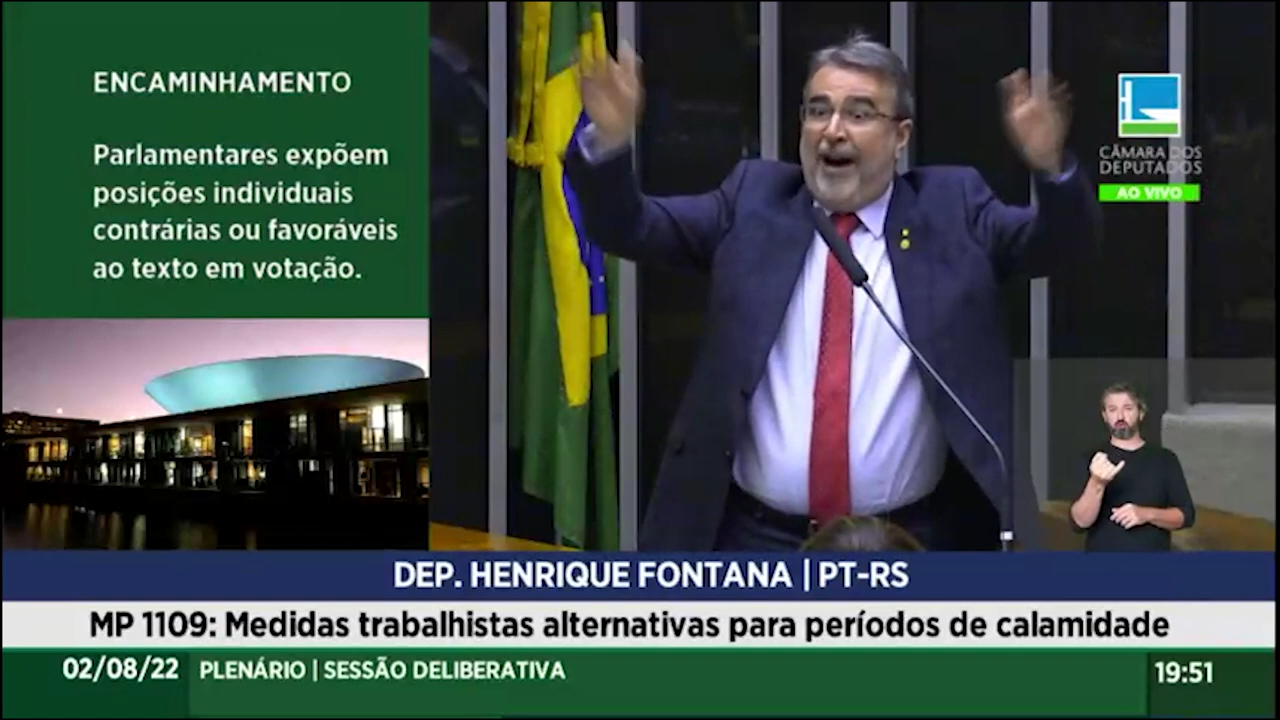 ENCAMINHAMENTO
Parlamentares expõem
posições individuais
contrárias ou favoráveis
ao texto em votação.
CÂMARA DOS
DEPUTADOS
AO VIVO
DEP. HENRIQUE FONTANA | PT-RS
MP 1109: Medidas trabalhistas alternativas para períodos de calamidade
02/08/22 PLENÁRIO | SESSÃO DELIBERATIVA 19:51